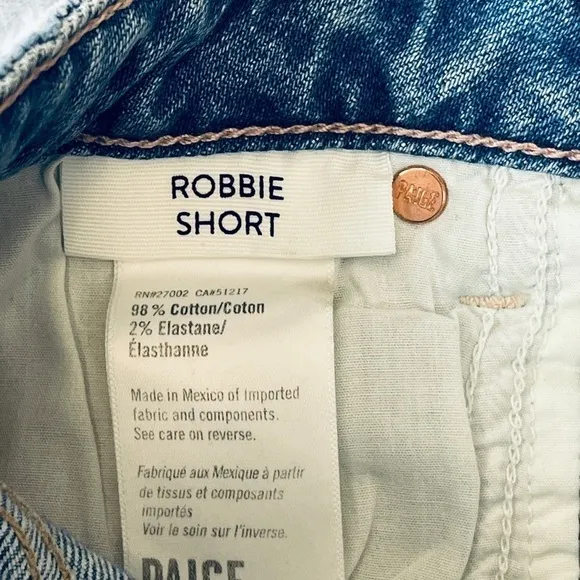 ROBBIE
SHORT
PAIGE
RN#27002 CA#51217
98 % Cotton/Coton
2% Elastane/
Élasthanne
Made in Mexico of Imported
fabric and components.
See care on reverse.
Fabriqué aux Mexique à partir
de tissus et composants
importés
Voir le soin sur l'inverse.
PAIGE